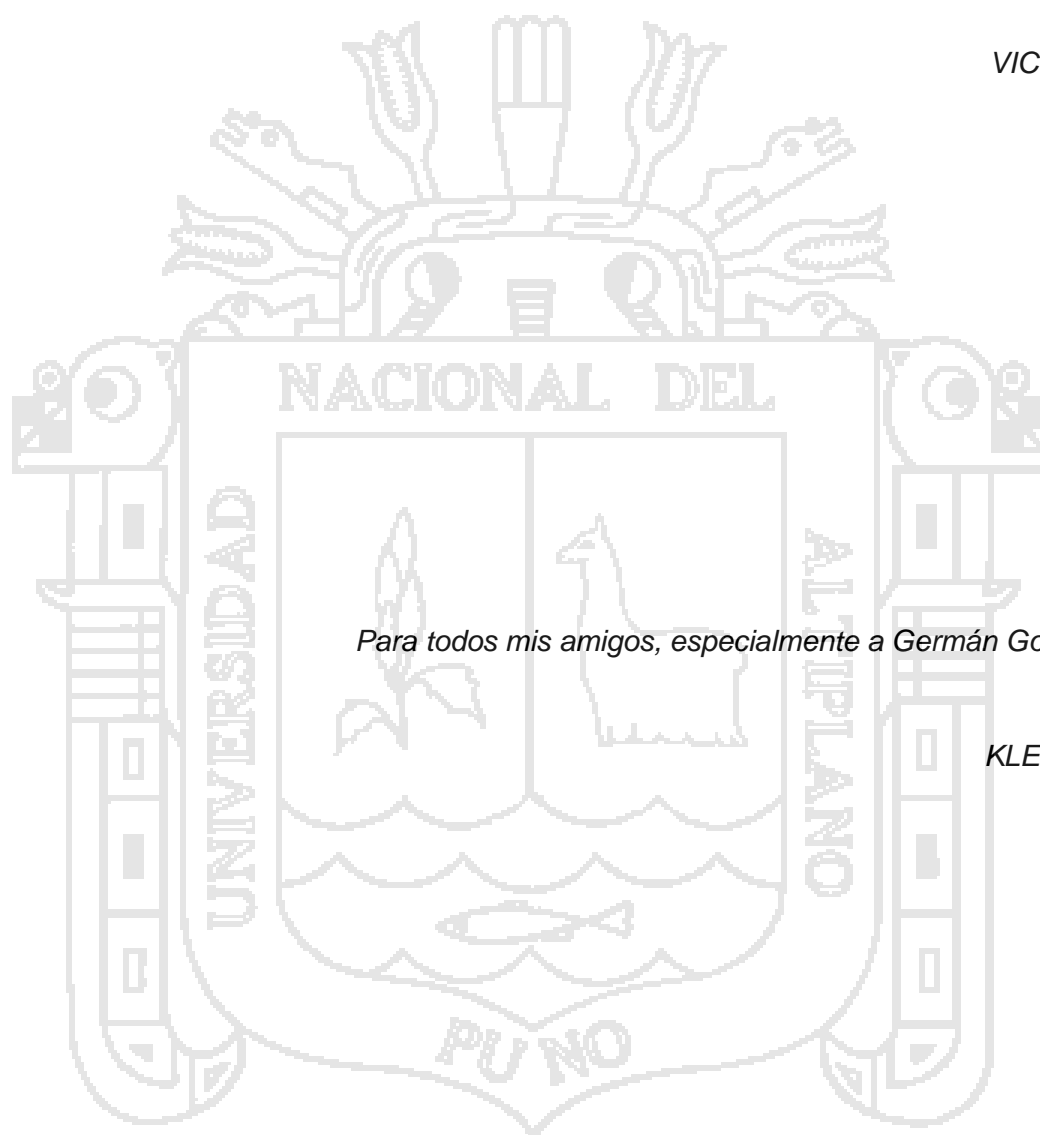 VIC
UNIVERSIDAD
NACIONAL DEL
ALTIPLANO
Para todos mis amigos, especialmente a Germán Go
KLE
PUNO